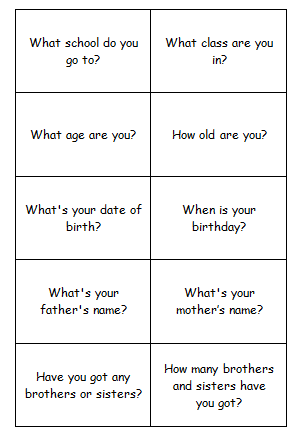 What school do you
go to?
What class are you
in?
What age are you?
How old are you?
What's your date of
birth?
When is your
birthday?
What's your
father's name?
What's your
mother's name?
Have you got any
brothers or sisters?
How many brothers
and sisters have
you got?